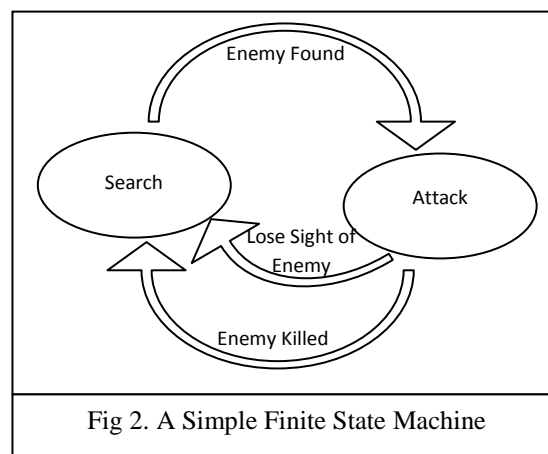 Enemy Found
Search
Attack
Lose Sight of
Enemy
Enemy Killed
Fig 2. A Simple Finite State Machine